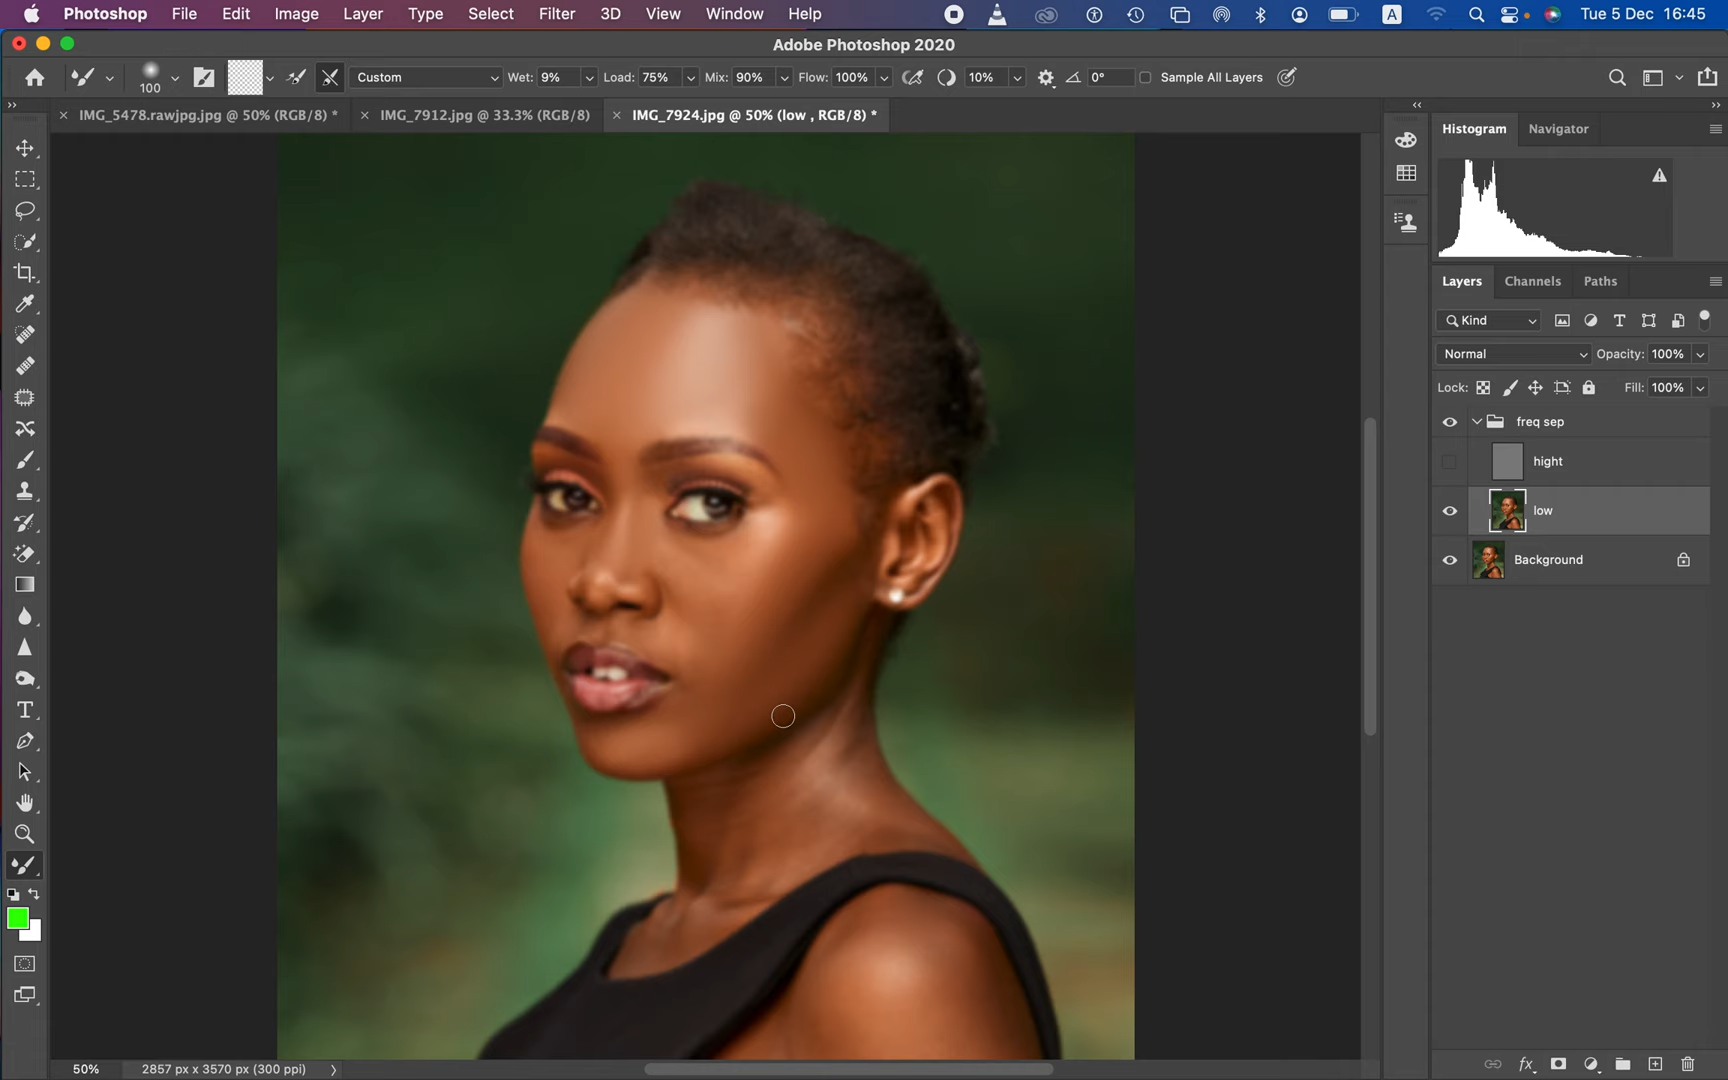 Photoshop File Edit Image Layer Type Select Filter 3D View Window Help A Tue 5 Dec 16:45
Adobe Photoshop 2020
100 Custom Wet: 9% Load: 75% Mix: 90% Flow: 100% 10% 0° Sample All Layers
IMG_5478.rawjpg.jpg @ 50% (RGB/8) * IMG_7912.jpg @ 33.3% (RGB/8) IMG_7924.jpg @ 50% (low , RGB/8) *
Histogram Navigator
Layers Channels Paths
Kind
Normal Opacity: 100%
Lock: Fill: 100%
freq sep
hight
low
Background
50% 2857 px x 3570 px (300 ppi)